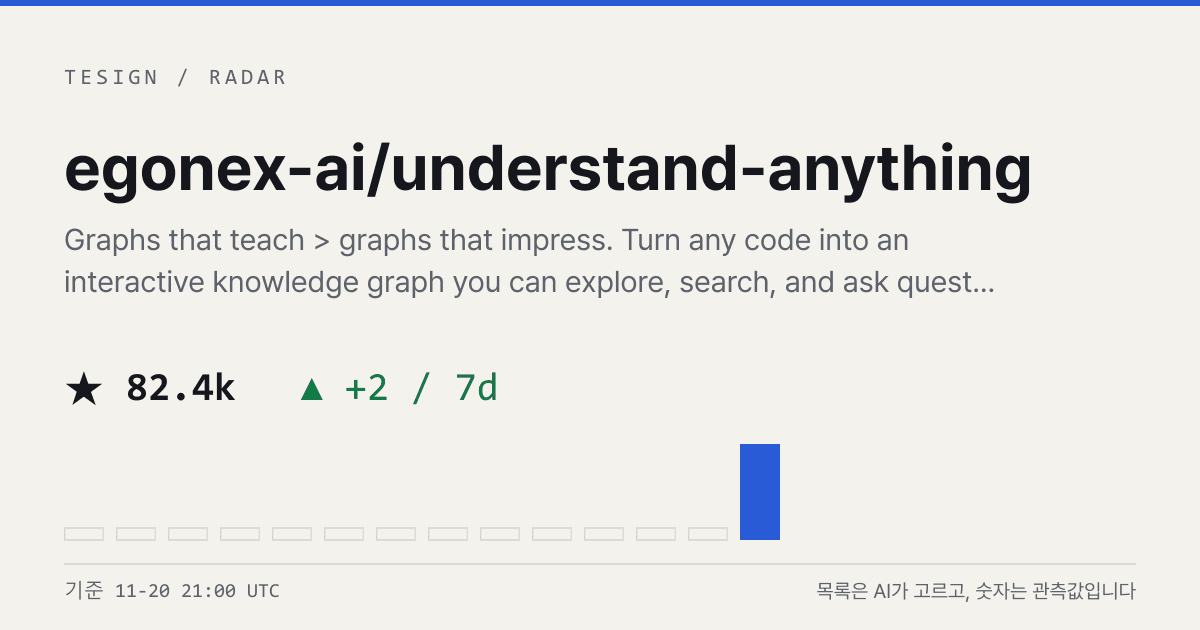 TESIGN / RADAR
egonex-ai/understand-anything
Graphs that teach > graphs that impress. Turn any code into an
interactive knowledge graph you can explore, search, and ask quest…
★ 82.4k ▲ +2 / 7d
기준 11-20 21:00 UTC
목록은 AI가 고르고, 숫자는 관측값입니다